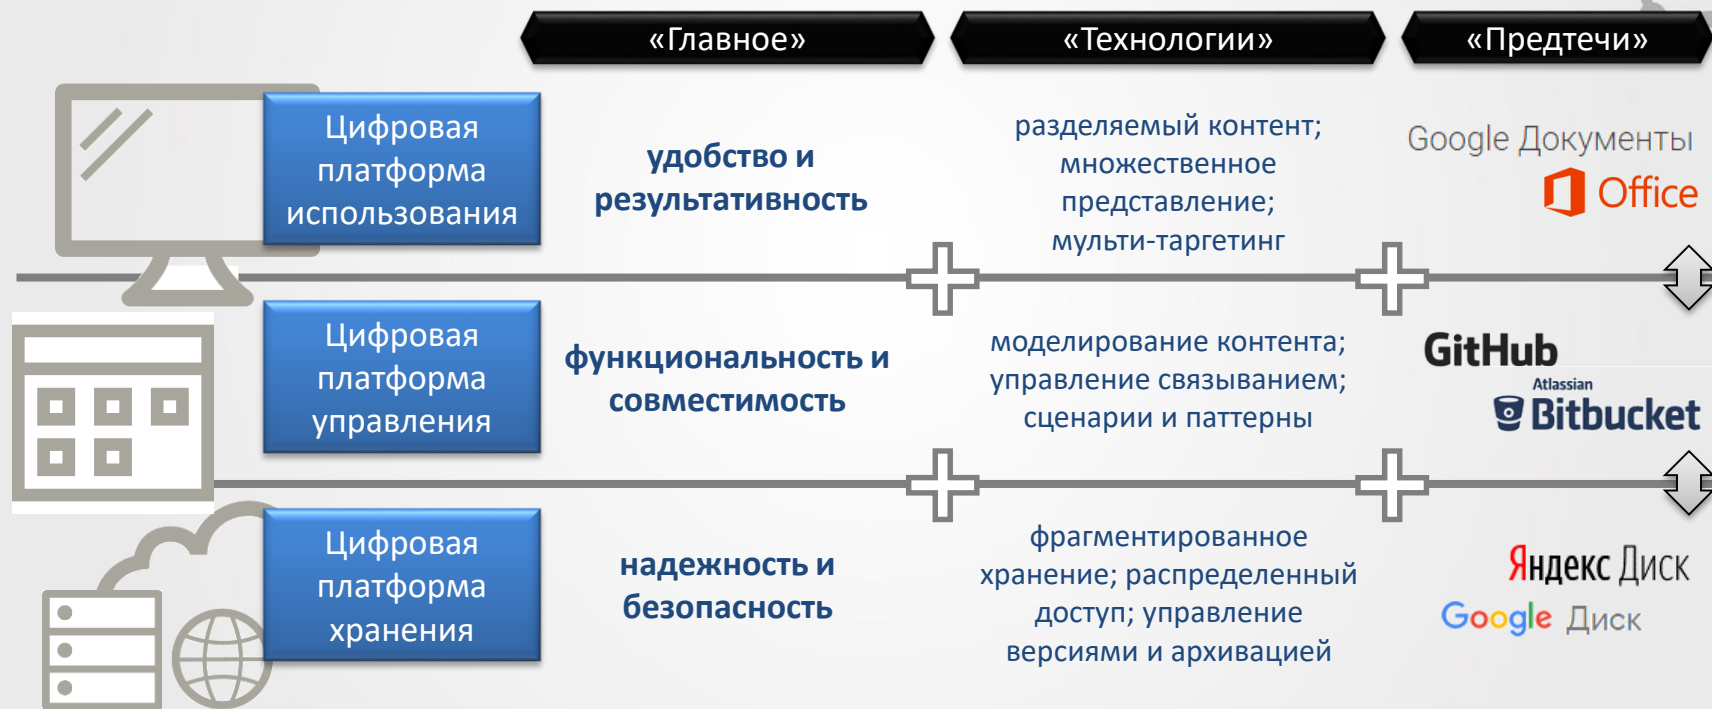 «Главное»
«Технологии»
«Предтечи»
Цифровая
платформа
использования
удобство и
результативность
разделяемый контент;
множественное
представление;
мульти-таргетинг
Google Документы
Office
Цифровая
платформа
управления
функциональность и
совместимость
моделирование контента;
управление связыванием;
сценарии и паттерны
GitHub
Atlassian
Bitbucket
Цифровая
платформа
хранения
надежность и
безопасность
фрагментированное
хранение; распределенный
доступ; управление
версиями и архивацией
Яндекс Диск
Google Диск